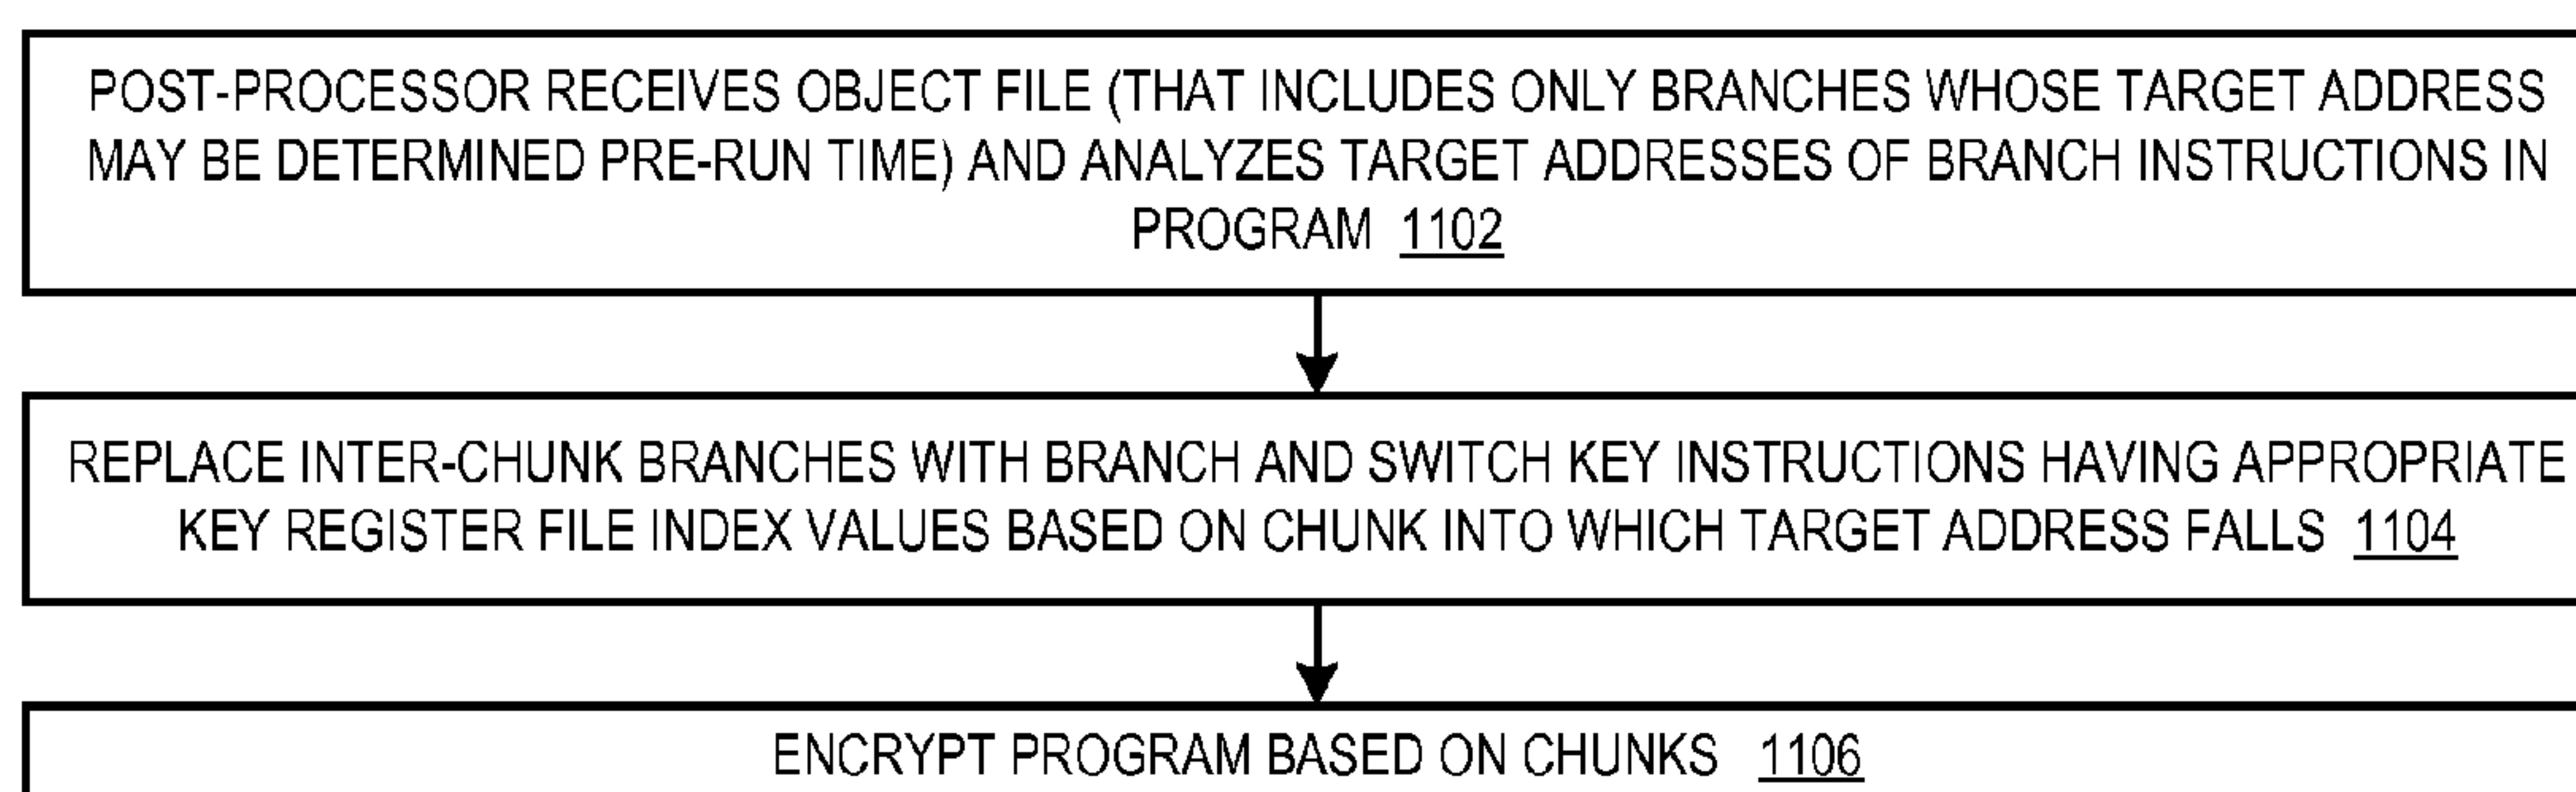 POST-PROCESSOR RECEIVES OBJECT FILE (THAT INCLUDES ONLY BRANCHES WHOSE TARGET ADDRESS
MAY BE DETERMINED PRE-RUN TIME) AND ANALYZES TARGET ADDRESSES OF BRANCH INSTRUCTIONS IN
PROGRAM 1102
REPLACE INTER-CHUNK BRANCHES WITH BRANCH AND SWITCH KEY INSTRUCTIONS HAVING APPROPRIATE
KEY REGISTER FILE INDEX VALUES BASED ON CHUNK INTO WHICH TARGET ADDRESS FALLS 1104
ENCRYPT PROGRAM BASED ON CHUNKS 1106